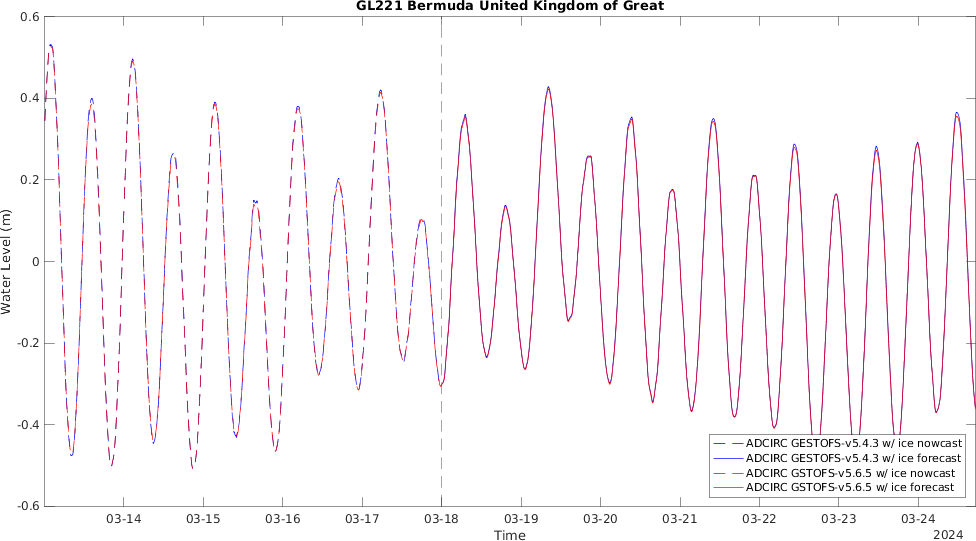 GL221 Bermuda United Kingdom of Great
0.6
0.4
0.2
0
-0.2
-0.4
-0.6
Water Level (m)
ADCIRC GESTOFS-v5.4.3 w/ ice nowcast
ADCIRC GESTOFS-v5.4.3 w/ ice forecast
ADCIRC GSTOFS-v5.6.5 w/ ice nowcast
ADCIRC GSTOFS-v5.6.5 w/ ice forecast
03-14 03-15 03-16 03-17 03-18 03-19 03-20 03-21 03-22 03-23 03-24
Time
2024